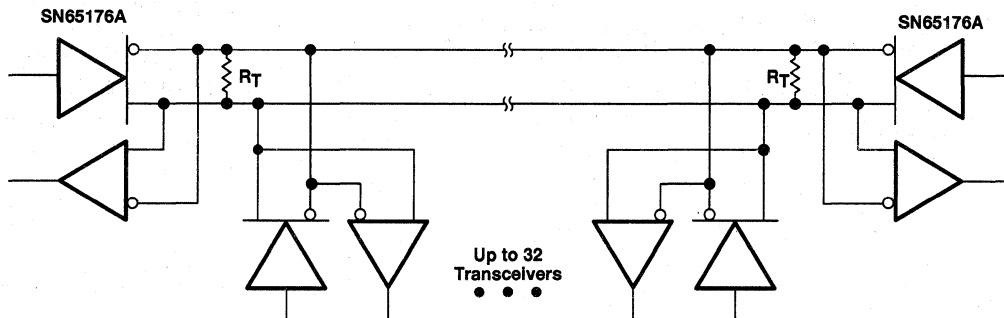 SN65176A
SN65176A
RT
RT
Up to 32
Transceivers